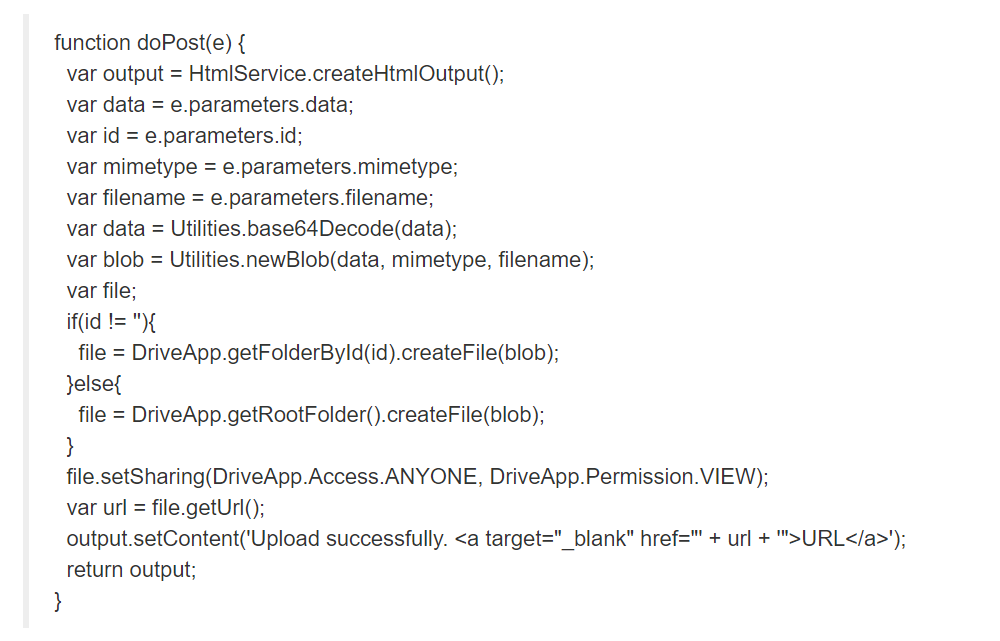 function doPost(e) {
var output = HtmlService.createHtmlOutput();
var data = e.parameters.data;
var id = e.parameters.id;
var mimetype = e.parameters.mimetype;
var filename = e.parameters.filename;
var data = Utilities.base64Decode(data);
var blob = Utilities.newBlob(data, mimetype, filename);
var file;
if(id != ''){
file = DriveApp.getFolderById(id).createFile(blob);
}else{
file = DriveApp.getRootFolder().createFile(blob);
}
file.setSharing(DriveApp.Access.ANYONE, DriveApp.Permission.VIEW);
var url = file.getUrl();
output.setContent('Upload successfully. <a target="_blank" href="' + url + '">URL</a>');
return output;
}